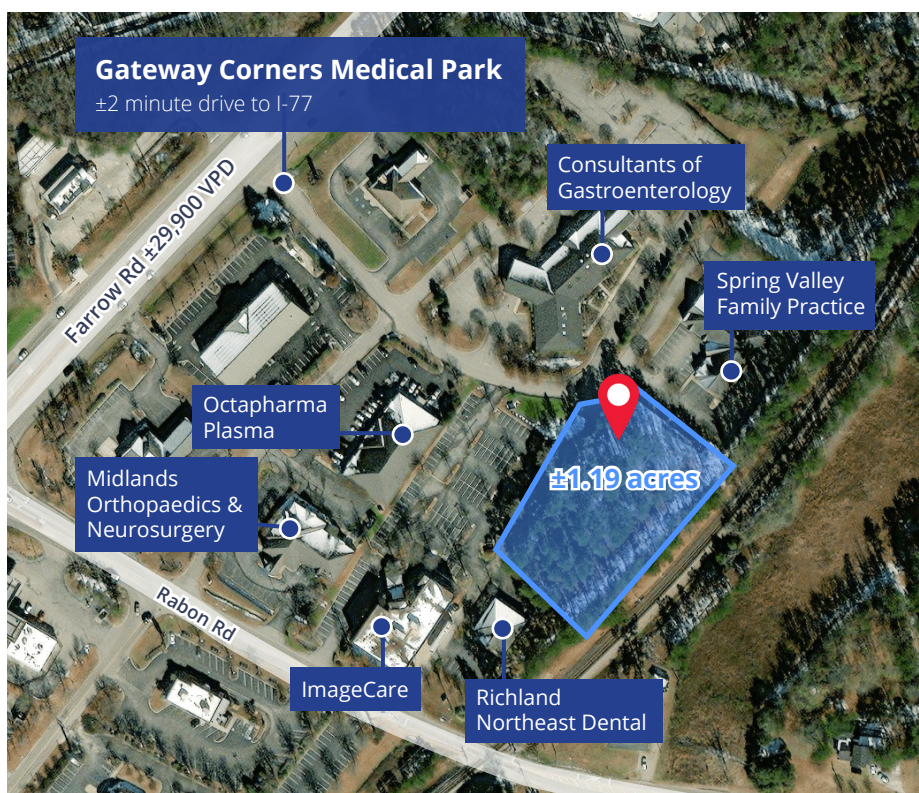 Gateway Corners Medical Park
±2 minute drive to I-77
Farrow Rd ±29,900 VPD
Consultants of
Gastroenterology
Spring Valley
Family Practice
Octapharma
Plasma
±1.19 acres
Midlands
Orthopaedics &
Neurosurgery
Rabon Rd
ImageCare
Richland
Northeast Dental